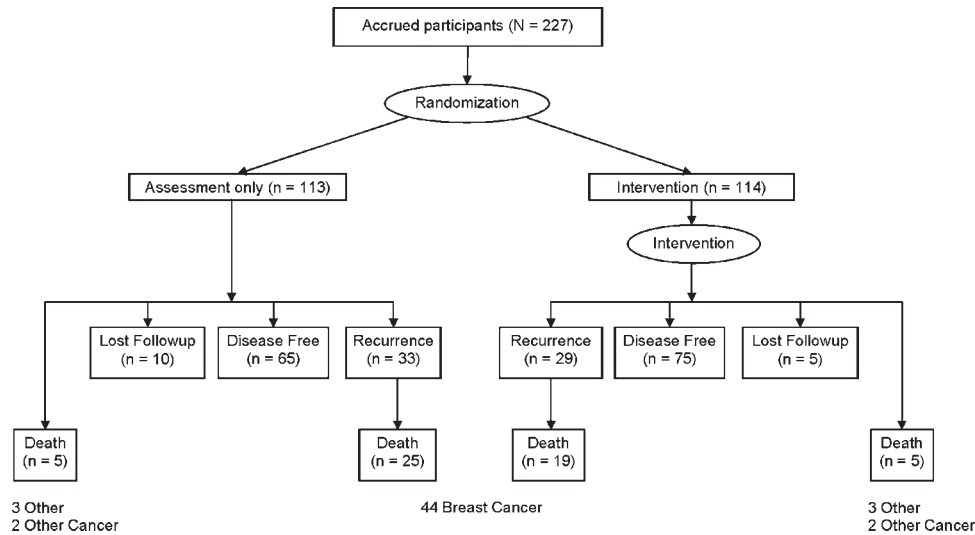 Accrued participants (N = 227)
Randomization
Assessment only (n = 113)
Intervention (n = 114)
Intervention
Lost Followup
(n = 10)
Disease Free
(n = 65)
Recurrence
(n = 33)
Recurrence
(n = 29)
Disease Free
(n = 75)
Lost Followup
(n = 5)
Death
(n = 5)
Death
(n = 25)
Death
(n = 19)
Death
(n = 5)
3 Other
2 Other Cancer
44 Breast Cancer
3 Other
2 Other Cancer